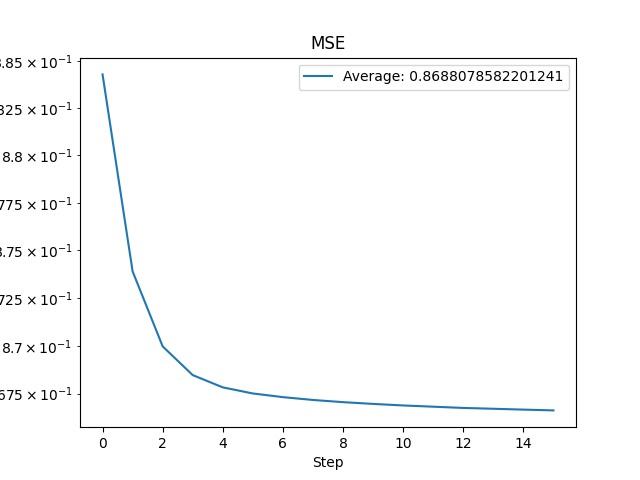 MSE
Average: 0.8688078582201241
8.85 × 10⁻¹
825 × 10⁻¹
8.8 × 10⁻¹
775 × 10⁻¹
8.75 × 10⁻¹
725 × 10⁻¹
8.7 × 10⁻¹
675 × 10⁻¹
0 2 4 6 8 10 12 14
Step